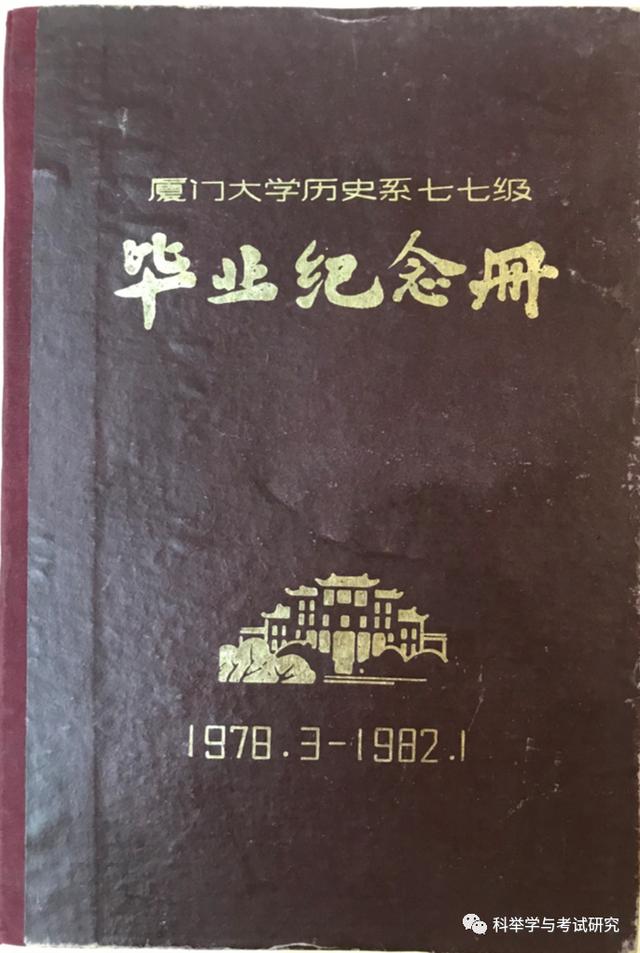 厦门大学历史系七七级
毕业纪念册
1978.3-1982.1
科举学与考试研究